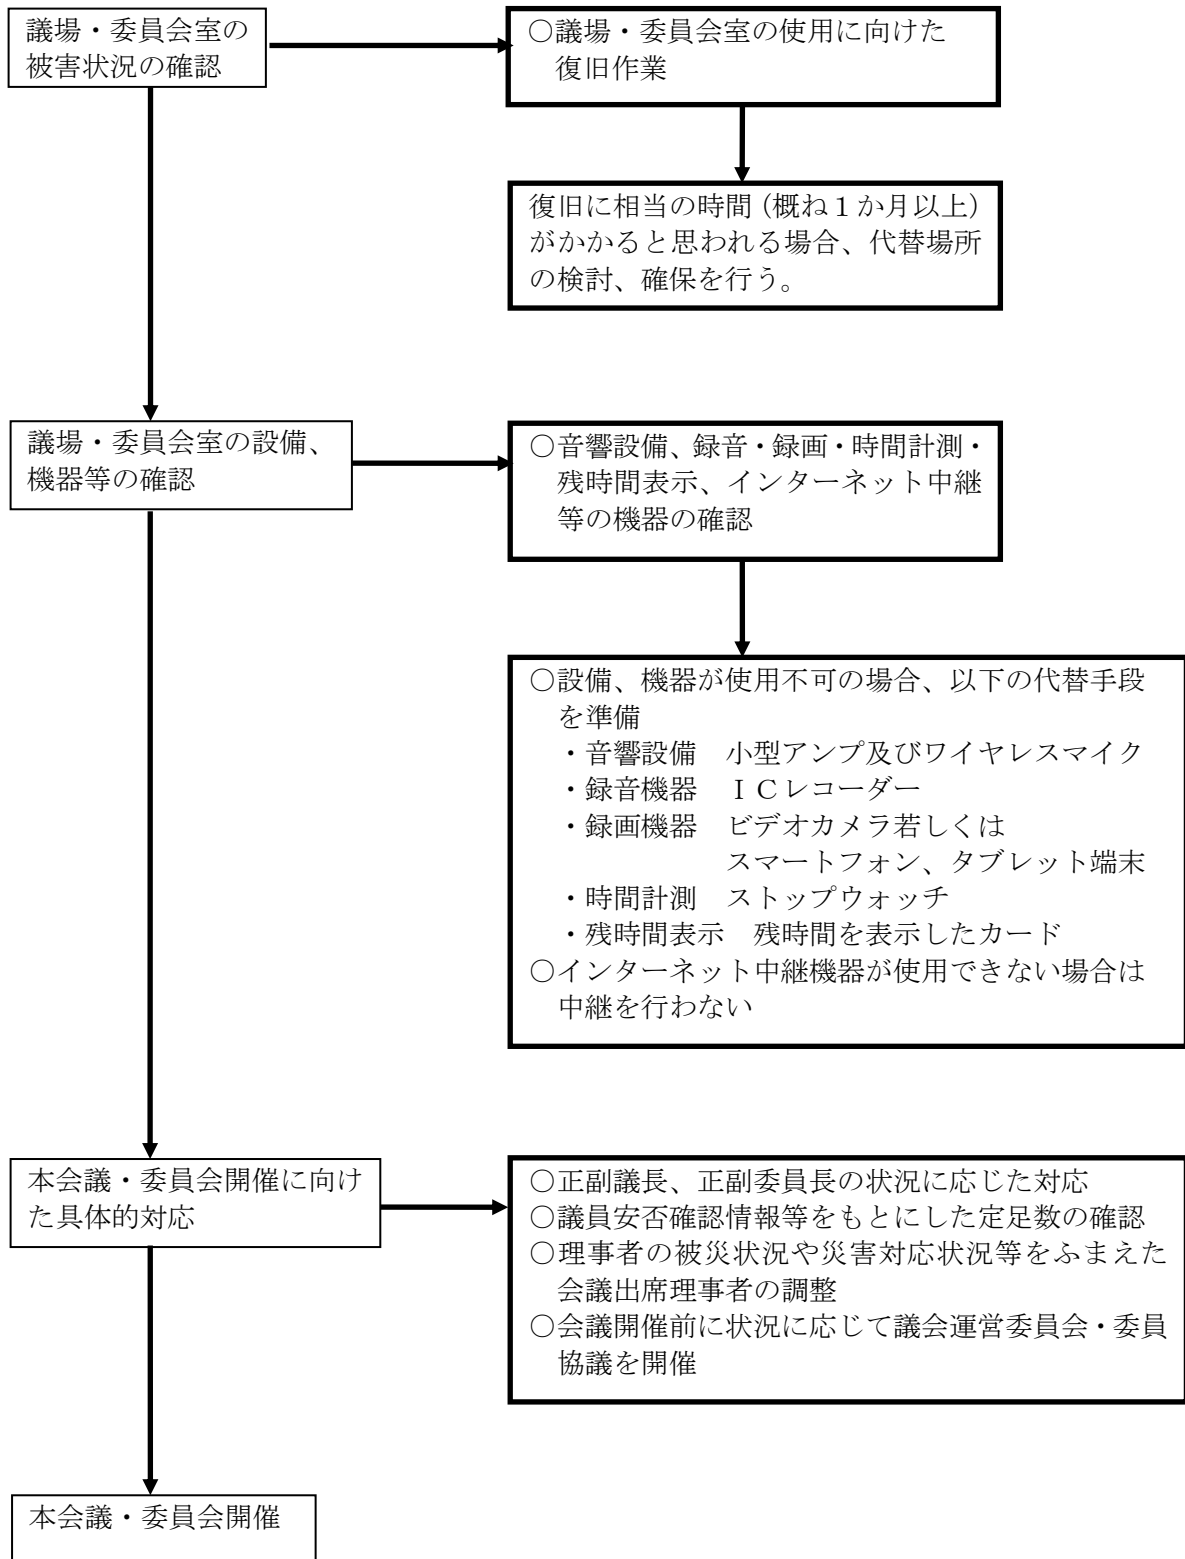 議場・委員会室の
被害状況の確認
○議場・委員会室の使用に向けた
復旧作業
復旧に相当の時間（概ね１か月以上）
がかかると思われる場合、代替場所
の検討、確保を行う。
議場・委員会室の設備、
機器等の確認
○音響設備、録音・録画・時間計測・
残時間表示、インターネット中継
等の機器の確認
○設備、機器が使用不可の場合、以下の代替手段
を準備
・音響設備　小型アンプ及びワイヤレスマイク
・録音機器　ＩＣレコーダー
・録画機器　ビデオカメラ若しくは
スマートフォン、タブレット端末
・時間計測　ストップウォッチ
・残時間表示　残時間を表示したカード
○インターネット中継機器が使用できない場合は
中継を行わない
本会議・委員会開催に向け
た具体的対応
○正副議長、正副委員長の状況に応じた対応
○議員安否確認情報等をもとにした定足数の確認
○理事者の被災状況や災害対応状況等をふまえた
会議出席理事者の調整
○会議開催前に状況に応じて議会運営委員会・委員
協議を開催
本会議・委員会開催